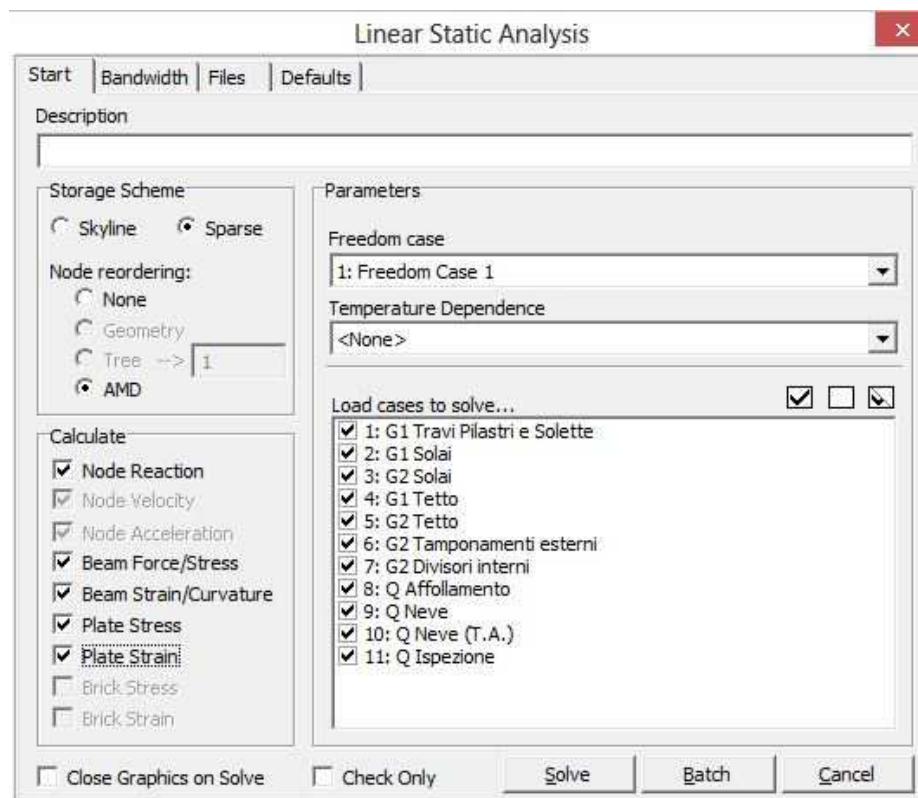 Linear Static Analysis
Start Bandwidth Files Defaults
Description
Storage Scheme
Skyline Sparse
Node reordering:
None
Geometry
Tree --> 1
AMD
Calculate
Node Reaction
Node Velocity
Node Acceleration
Beam Force/Stress
Beam Strain/Curvature
Plate Stress
Plate Strain
Brick Stress
Brick Strain
Parameters
Freedom case
1: Freedom Case 1
Temperature Dependence
<None>
Load cases to solve...
1: G1 Travi Pilastri e Solette
2: G1 Solai
3: G2 Solai
4: G1 Tetto
5: G2 Tetto
6: G2 Tamponamenti esterni
7: G2 Divisori interni
8: Q Affollamento
9: Q Neve
10: Q Neve (T.A.)
11: Q Ispezione
Close Graphics on Solve Check Only Solve Batch Cancel